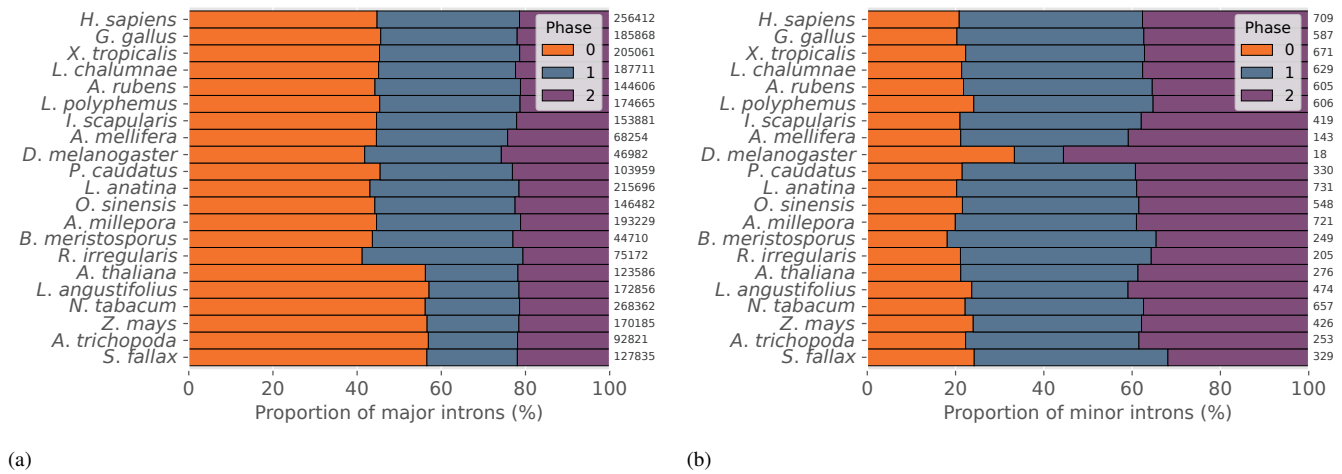 H. sapiens 256412
G. gallus 185868
X. tropicalis 205061
L. chalumnae 187711
A. rubens 144606
L. polyphemus 174665
I. scapularis 153881
A. mellifera 68254
D. melanogaster 46982
P. caudatus 103959
L. anatina 215696
O. sinensis 146482
A. millepora 193229
B. meristosporus 44710
R. irregularis 75172
A. thaliana 123586
L. angustifolius 172856
N. tabacum 268362
Z. mays 170185
A. trichopoda 92821
S. fallax 127835
Phase
0
1
2
0 20 40 60 80 100
Proportion of major introns (%)
(a)
H. sapiens 709
G. gallus 587
X. tropicalis 671
L. chalumnae 629
A. rubens 605
L. polyphemus 606
I. scapularis 419
A. mellifera 143
D. melanogaster 18
P. caudatus 330
L. anatina 731
O. sinensis 548
A. millepora 721
B. meristosporus 249
R. irregularis 205
A. thaliana 276
L. angustifolius 474
N. tabacum 657
Z. mays 426
A. trichopoda 253
S. fallax 329
Phase
0
1
2
0 20 40 60 80 100
Proportion of minor introns (%)
(b)